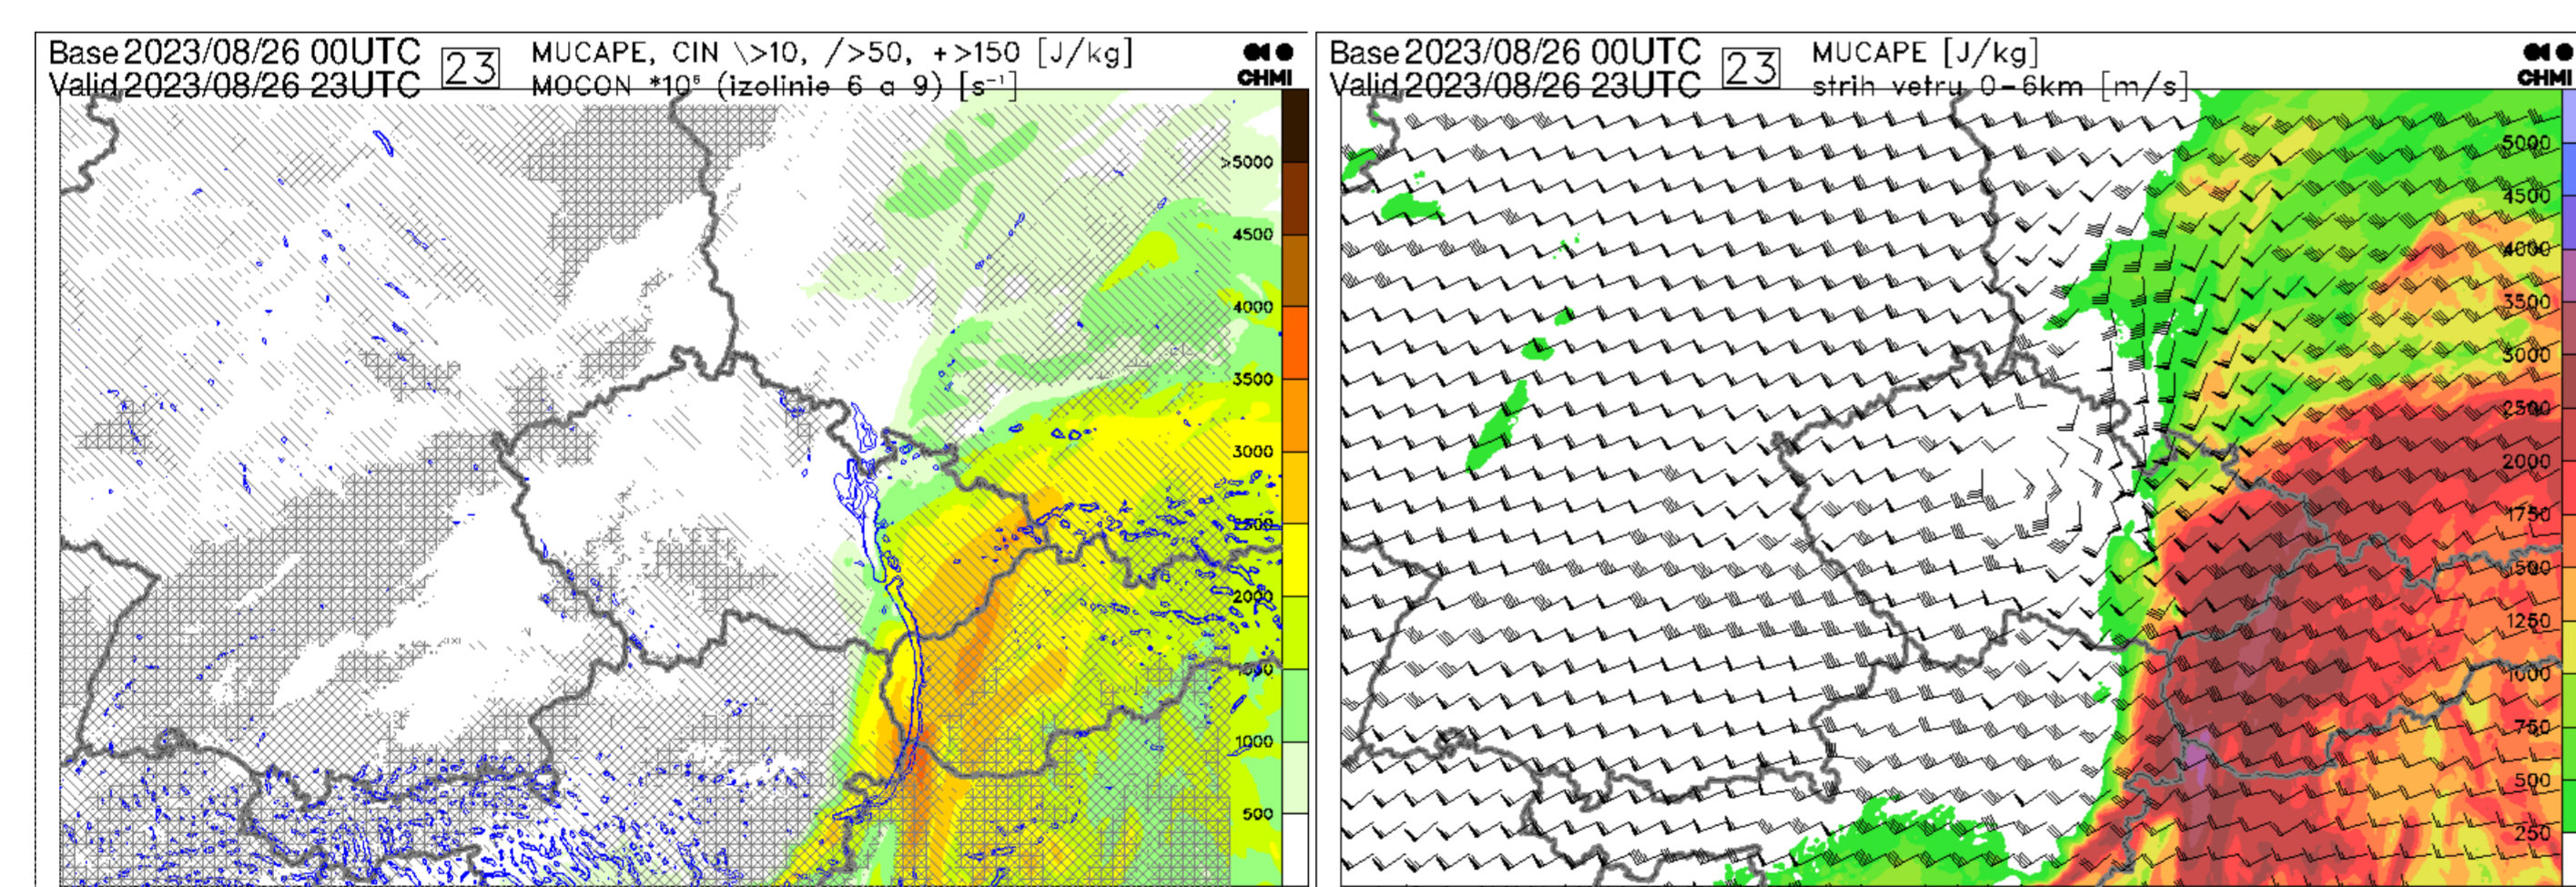 Base 2023/08/26 00UTC
Valid 2023/08/26 23UTC
23
MUCAPE, CIN \>10, />50, +>150 [J/kg]
MOCON *10⁶ (izolinie 6 a 9) [s⁻¹]
CHMI
>5000
4500
4000
3500
3000
2500
2000
1500
1000
500
Base 2023/08/26 00UTC
Valid 2023/08/26 23UTC
23
MUCAPE [J/kg]
strih vetru 0-6km [m/s]
CHMI
5000
4500
4000
3500
3000
2500
2000
1750
1500
1250
1000
750
500
250